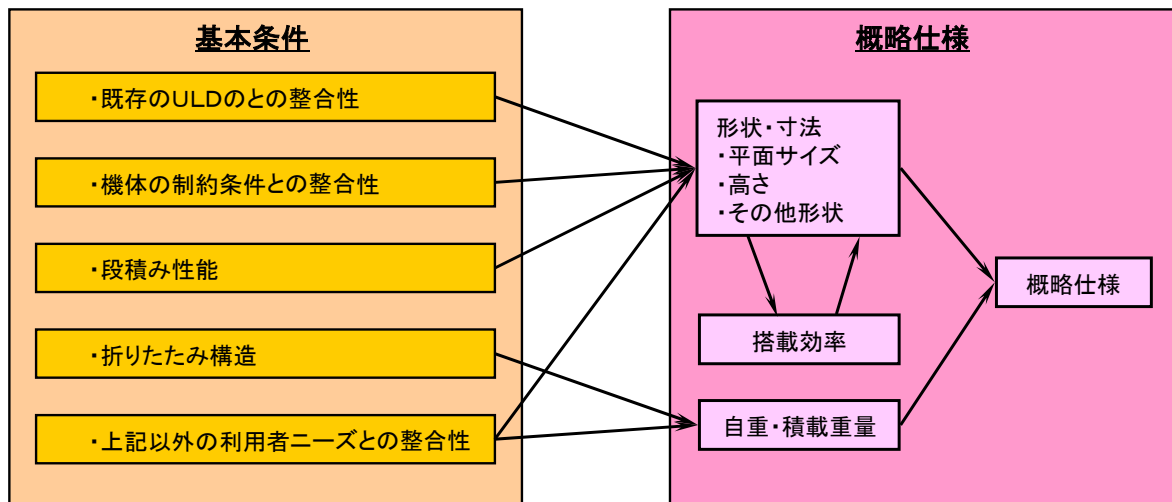 基本条件
・既存のULDのとの整合性
・機体の制約条件との整合性
・段積み性能
・折りたたみ構造
・上記以外の利用者ニーズとの整合性
概略仕様
形状・寸法
・平面サイズ
・高さ
・その他形状
搭載効率
自重・積載重量
概略仕様